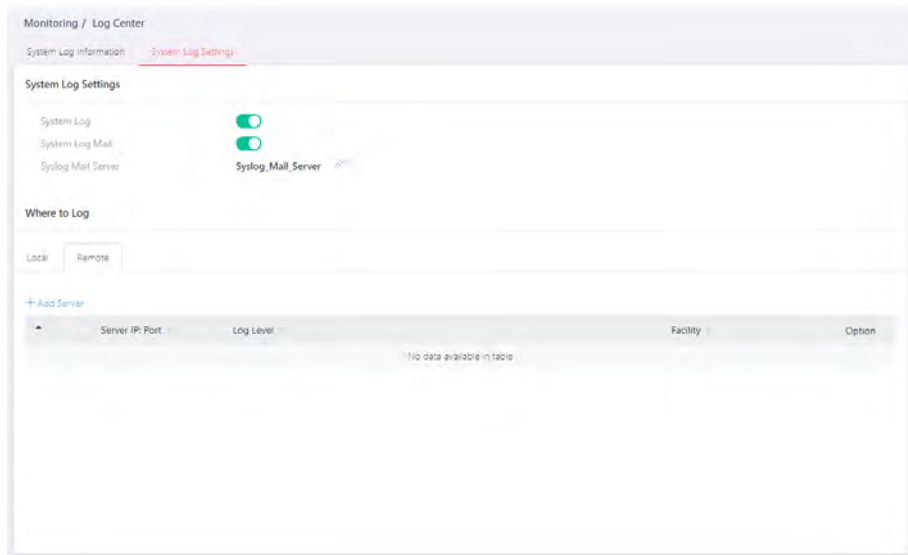 Monitoring / Log Center
System Log Information System Log Settings
System Log Settings
System Log
System Log Mail
Syslog Mail Server Syslog_Mail_Server
Where to Log
Local Remote
+ Add Server
Server IP: Port Log Level Facility Option
No data available in table